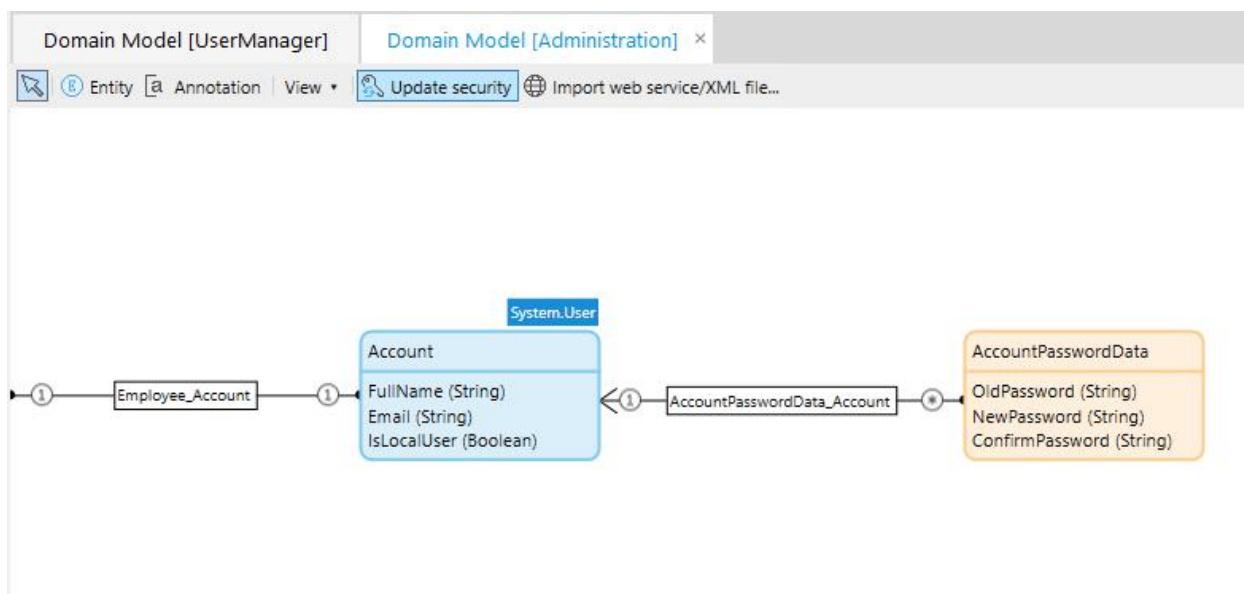 Domain Model [UserManager] Domain Model [Administration] ×
Entity [a Annotation View Update security Import web service/XML file...
System.User
Account AccountPasswordData
1 Employee_Account 1 FullName (String) 1 AccountPasswordData_Account * OldPassword (String)
Email (String) NewPassword (String)
IsLocalUser (Boolean) ConfirmPassword (String)